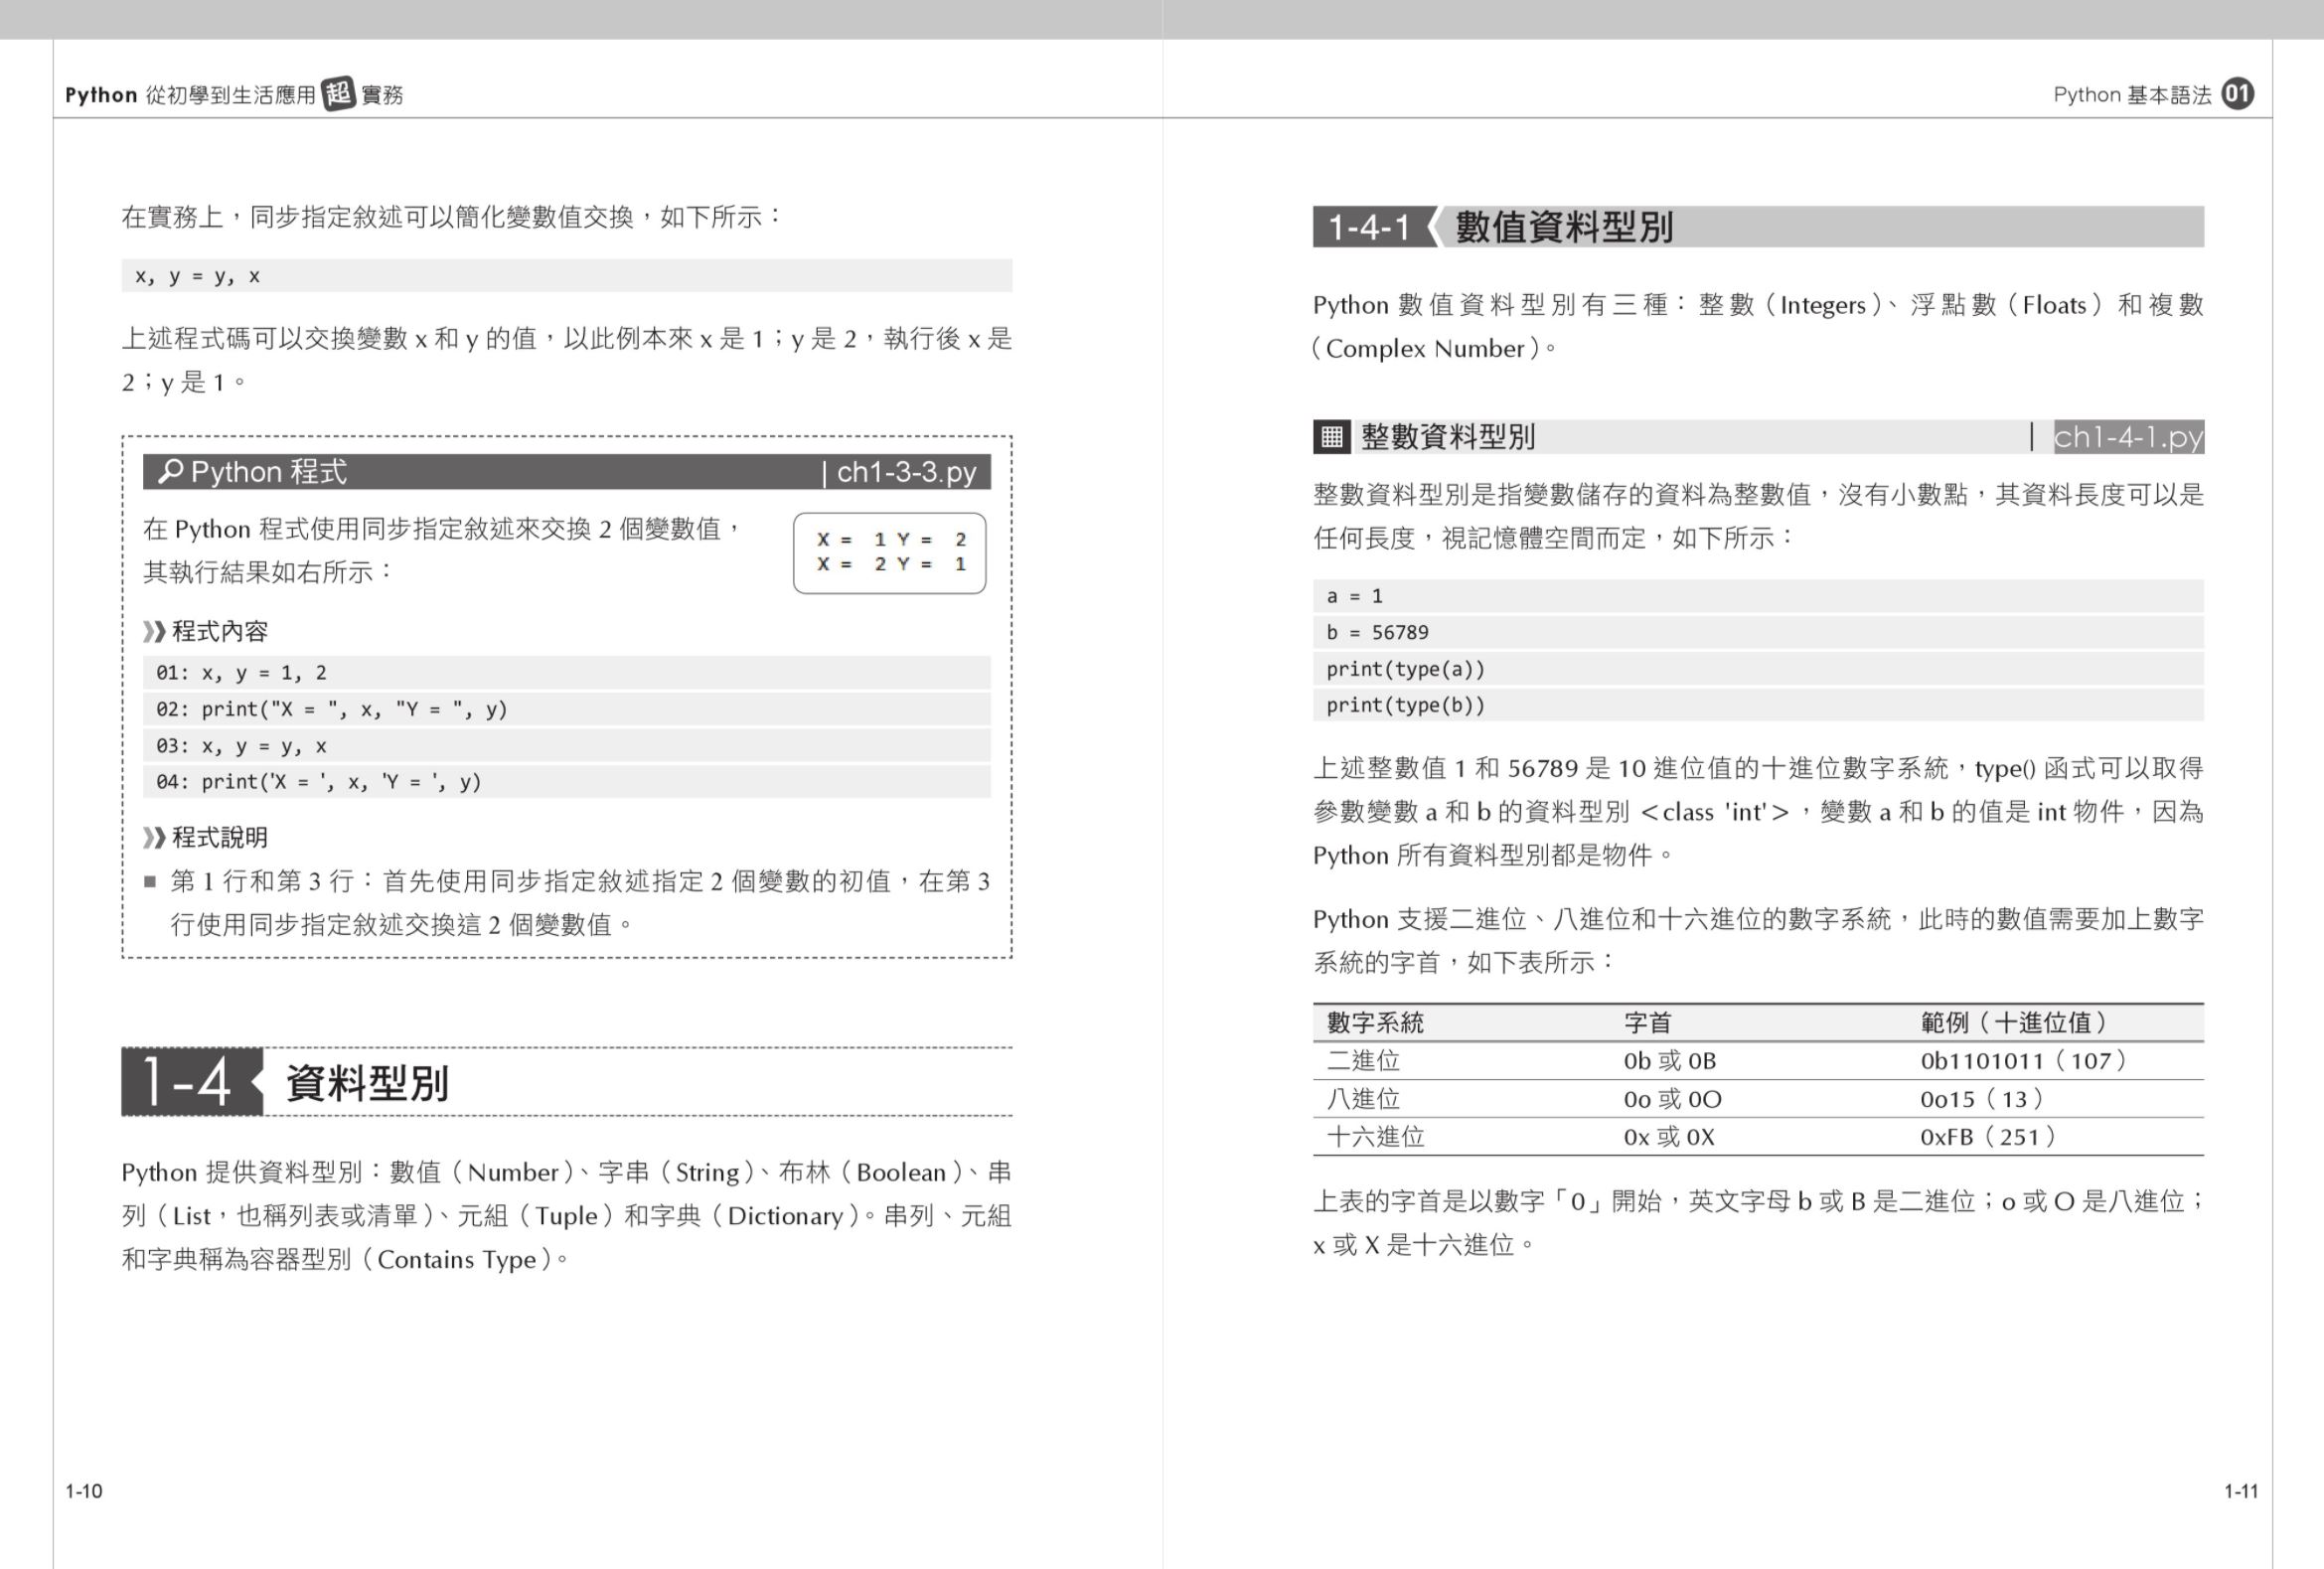 Python 從初學到生活應用超實務
在實務上，同步指定敘述可以簡化變數值交換，如下所示：
x, y = y, x
上述程式碼可以交換變數 x 和 y 的值，以此例本來 x 是 1；y 是 2，執行後 x 是
2；y 是 1。
Python 程式 | ch1-3-3.py
在 Python 程式使用同步指定敘述來交換 2 個變數值，
其執行結果如右所示：
X =  1 Y =  2
X =  2 Y =  1
程式內容
01: x, y = 1, 2
02: print("X = ", x, "Y = ", y)
03: x, y = y, x
04: print('X = ', x, 'Y = ', y)
程式說明
■ 第 1 行和第 3 行：首先使用同步指定敘述指定 2 個變數的初值，在第 3
行使用同步指定敘述交換這 2 個變數值。
1-4 資料型別
Python 提供資料型別：數值（Number）、字串（String）、布林（Boolean）、串
列（List，也稱列表或清單）、元組（Tuple）和字典（Dictionary）。串列、元組
和字典稱為容器型別（Contains Type）。
1-10
Python 基本語法 01
1-4-1 數值資料型別
Python 數值資料型別有三種：整數（Integers）、浮點數（Floats）和複數
（Complex Number）。
整數資料型別 | ch1-4-1.py
整數資料型別是指變數儲存的資料為整數值，沒有小數點，其資料長度可以是
任何長度，視記憶體空間而定，如下所示：
a = 1
b = 56789
print(type(a))
print(type(b))
上述整數值 1 和 56789 是 10 進位值的十進位數字系統，type() 函式可以取得
參數變數 a 和 b 的資料型別 <class 'int'>，變數 a 和 b 的值是 int 物件，因為
Python 所有資料型別都是物件。
Python 支援二進位、八進位和十六進位的數字系統，此時的數值需要加上數字
系統的字首，如下表所示：
數字系統 字首 範例（十進位值）
二進位 0b 或 0B 0b1101011（107）
八進位 0o 或 0O 0o15（13）
十六進位 0x 或 0X 0xFB（251）
上表的字首是以數字「0」開始，英文字母 b 或 B 是二進位；o 或 O 是八進位；
x 或 X 是十六進位。
1-11